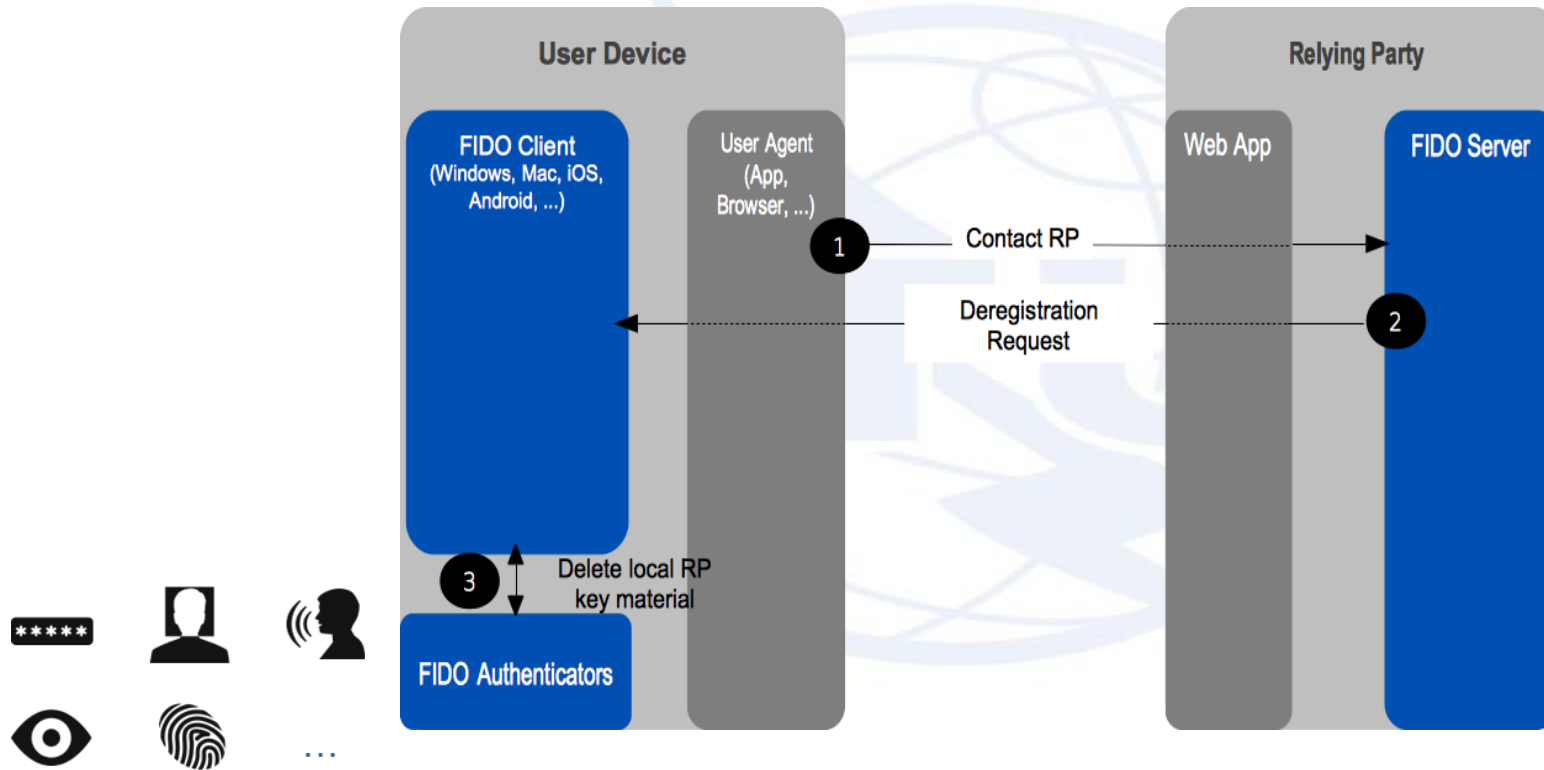 User Device
Relying Party
FIDO Client
(Windows, Mac, iOS,
Android, ...)
User Agent
(App,
Browser, ...)
Web App
FIDO Server
1
Contact RP
Deregistration
Request
2
3
Delete local RP
key material
*****
FIDO Authenticators
...